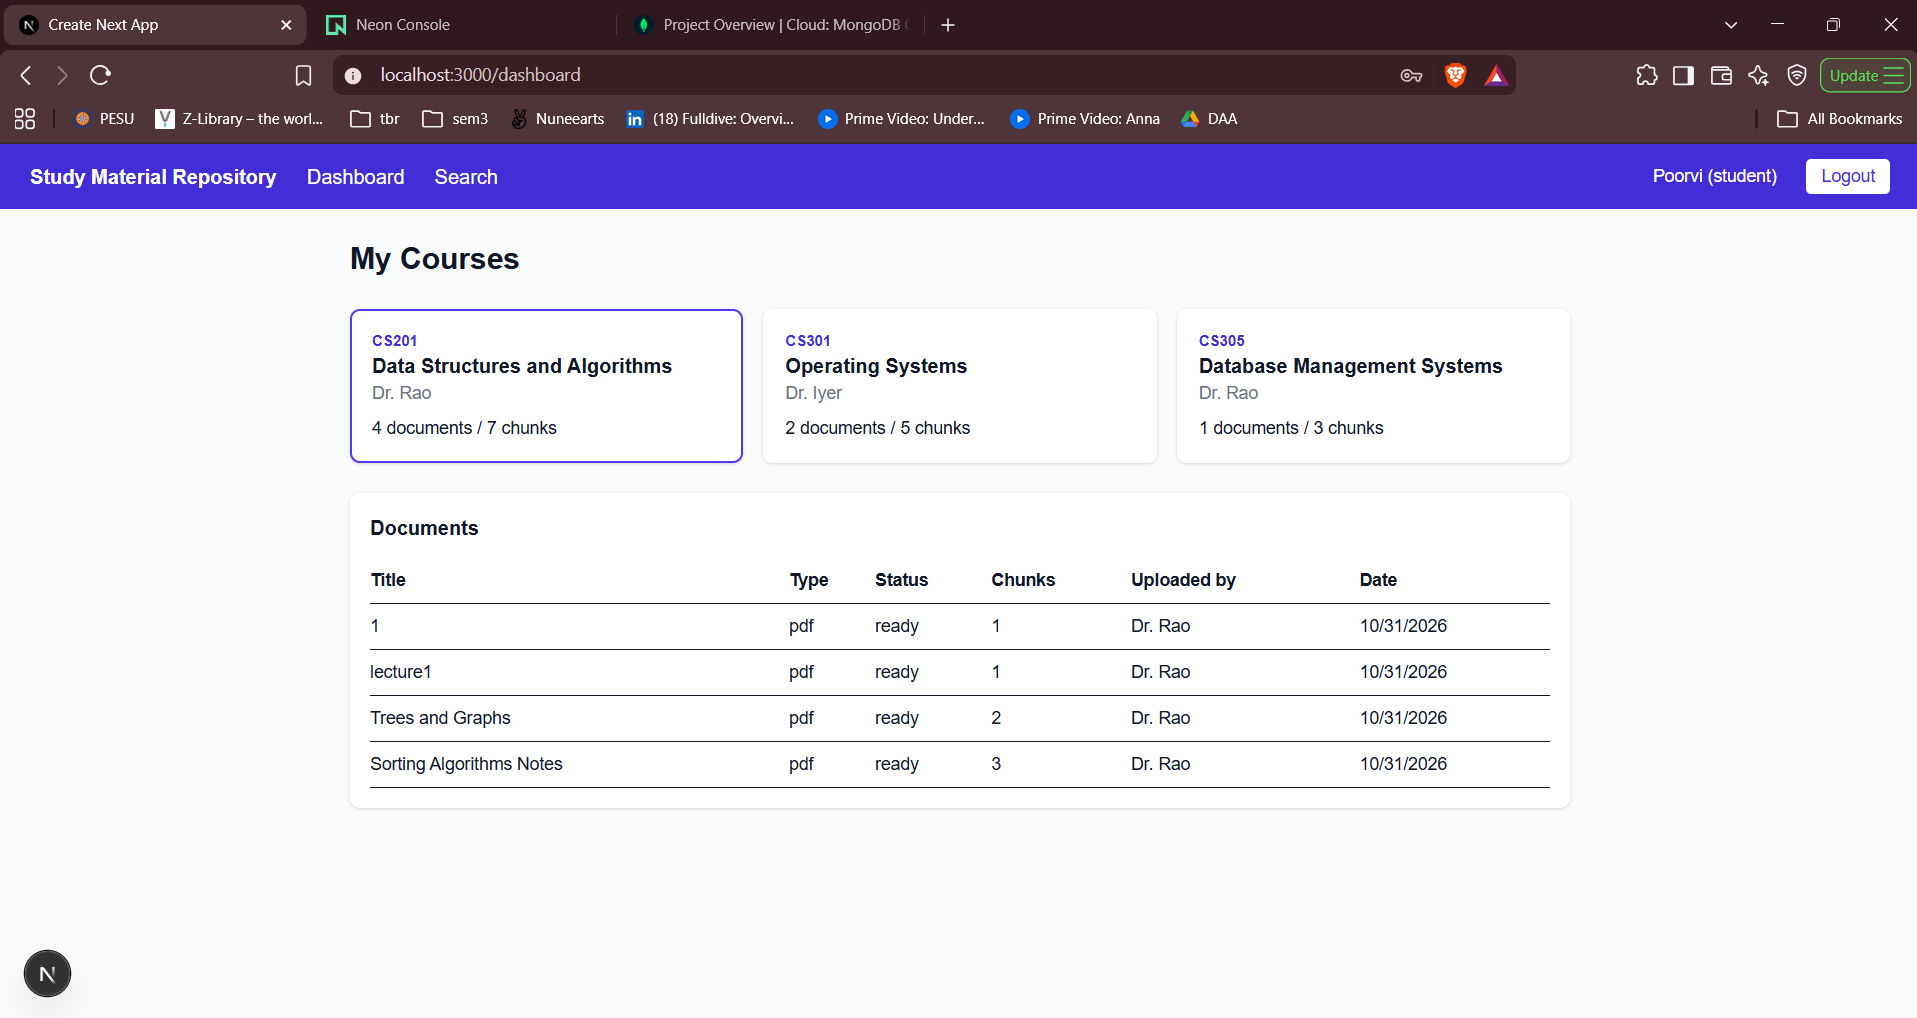 Create Next App
Neon Console
Project Overview | Cloud: MongoDB
localhost:3000/dashboard
Update
PESU
Z-Library – the worl...
tbr
sem3
Nuneearts
(18) Fulldive: Overvi...
Prime Video: Under...
Prime Video: Anna
DAA
All Bookmarks
Study Material Repository
Dashboard
Search
Poorvi (student)
Logout
My Courses
CS201
Data Structures and Algorithms
Dr. Rao
4 documents / 7 chunks
CS301
Operating Systems
Dr. Iyer
2 documents / 5 chunks
CS305
Database Management Systems
Dr. Rao
1 documents / 3 chunks
Documents
Title Type Status Chunks Uploaded by Date
1 pdf ready 1 Dr. Rao 10/31/2026
lecture1 pdf ready 1 Dr. Rao 10/31/2026
Trees and Graphs pdf ready 2 Dr. Rao 10/31/2026
Sorting Algorithms Notes pdf ready 3 Dr. Rao 10/31/2026
N